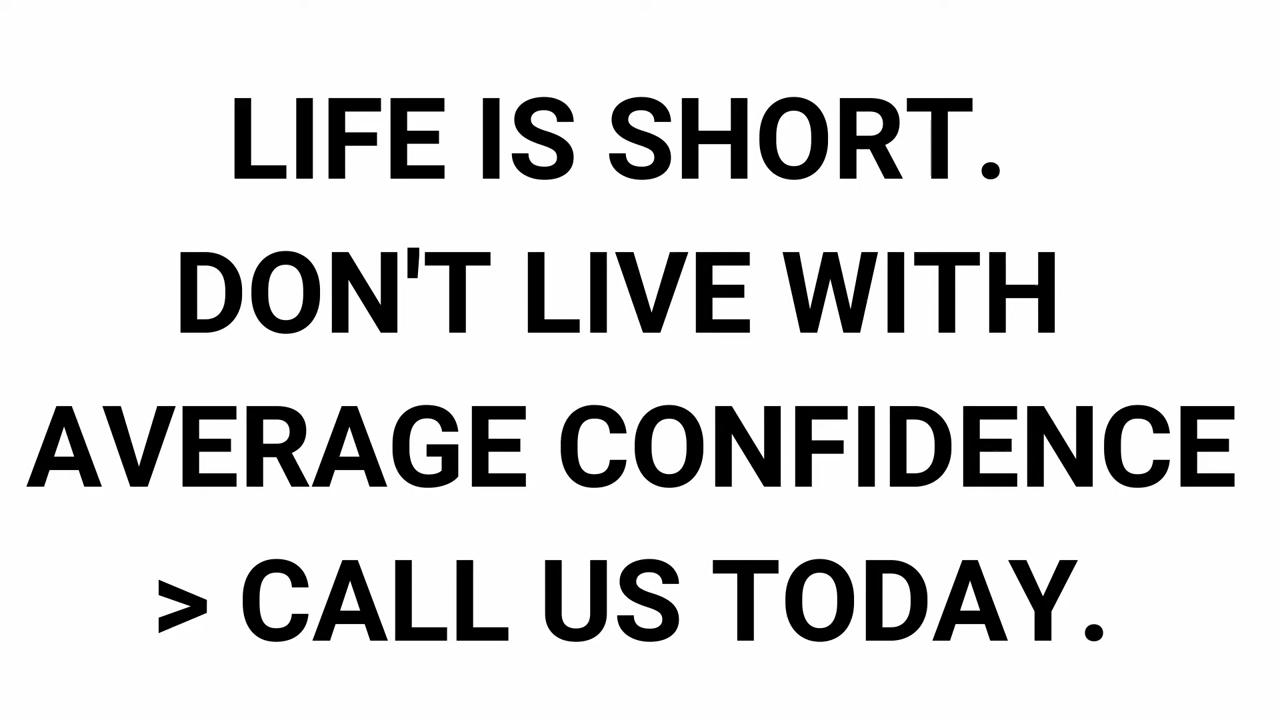 LIFE IS SHORT.
DON'T LIVE WITH
AVERAGE CONFIDENCE
> CALL US TODAY.